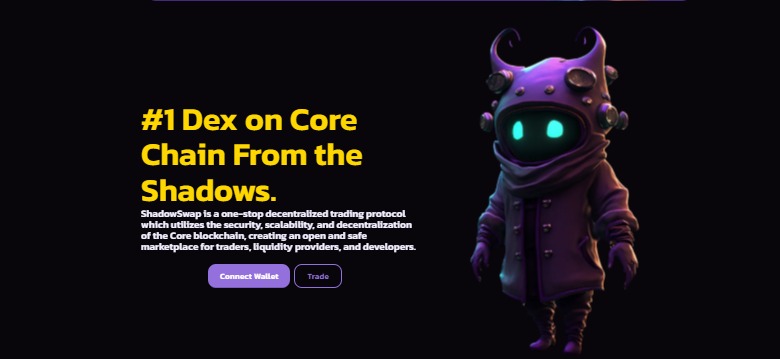 #1 Dex on Core
Chain From the
Shadows.
ShadowSwap is a one-stop decentralized trading protocol
which utilizes the security, scalability, and decentralization
of the Core blockchain, creating an open and safe
marketplace for traders, liquidity providers, and developers.
Connect Wallet
Trade